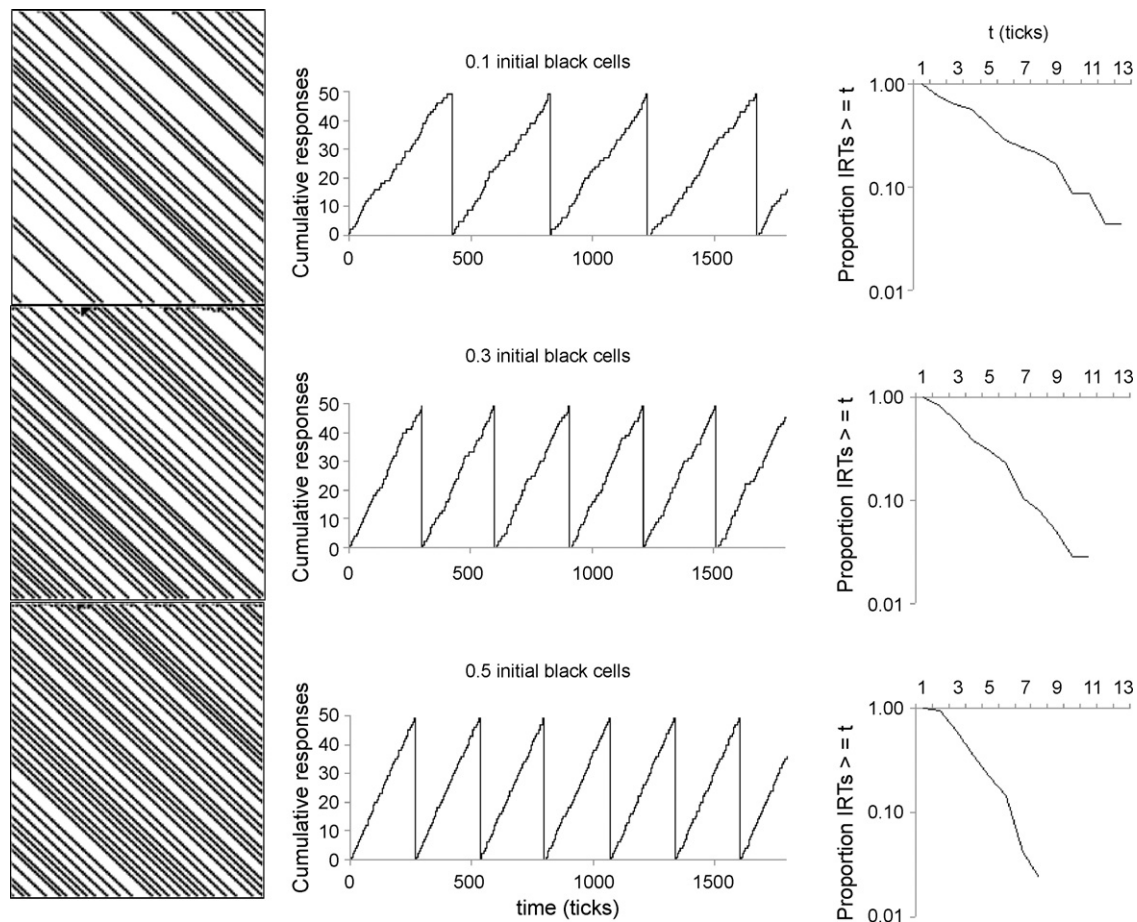 0.1 initial black cells
Cumulative responses
50
40
30
20
10
0
0 500 1000 1500
t (ticks)
1 3 5 7 9 11 13
Proportion IRTs > = t
1.00
0.10
0.01
0.3 initial black cells
Cumulative responses
50
40
30
20
10
0
0 500 1000 1500
1 3 5 7 9 11 13
Proportion IRTs > = t
1.00
0.10
0.01
0.5 initial black cells
Cumulative responses
50
40
30
20
10
0
0 500 1000 1500
time (ticks)
1 3 5 7 9 11 13
Proportion IRTs > = t
1.00
0.10
0.01